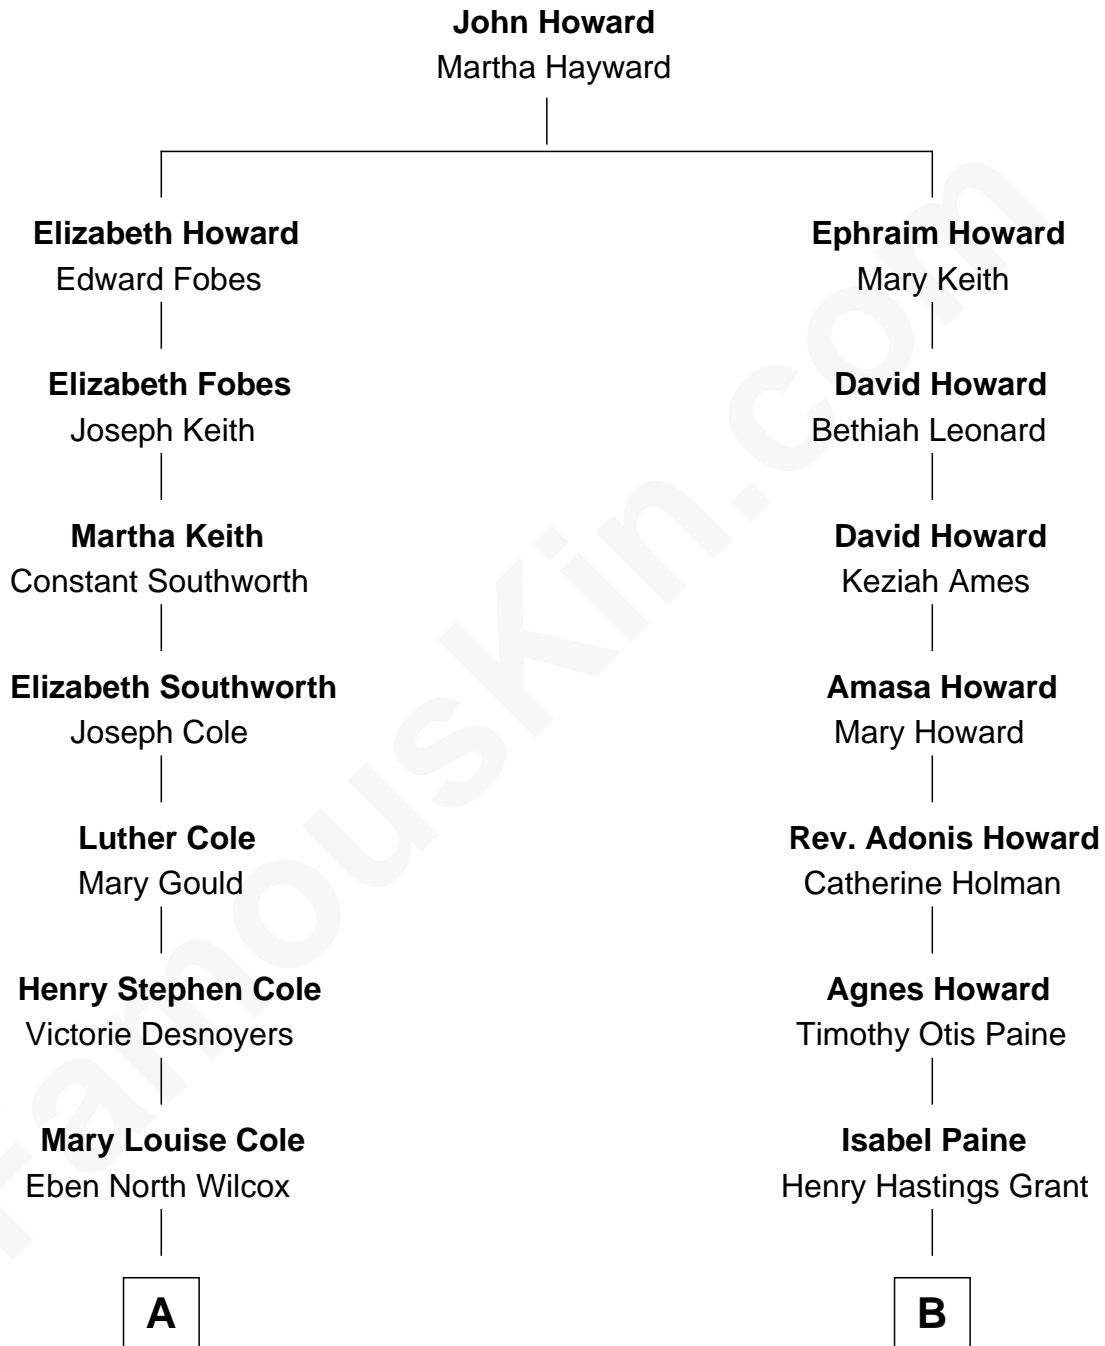 John Howard
Martha Hayward
Elizabeth Howard
Edward Fobes
Ephraim Howard
Mary Keith
Elizabeth Fobes
Joseph Keith
David Howard
Bethiah Leonard
Martha Keith
Constant Southworth
David Howard
Keziah Ames
Elizabeth Southworth
Joseph Cole
Amasa Howard
Mary Howard
Luther Cole
Mary Gould
Rev. Adonis Howard
Catherine Holman
Henry Stephen Cole
Victorie Desnoyers
Agnes Howard
Timothy Otis Paine
Mary Louise Cole
Eben North Wilcox
Isabel Paine
Henry Hastings Grant
A
B
FamousKin.com